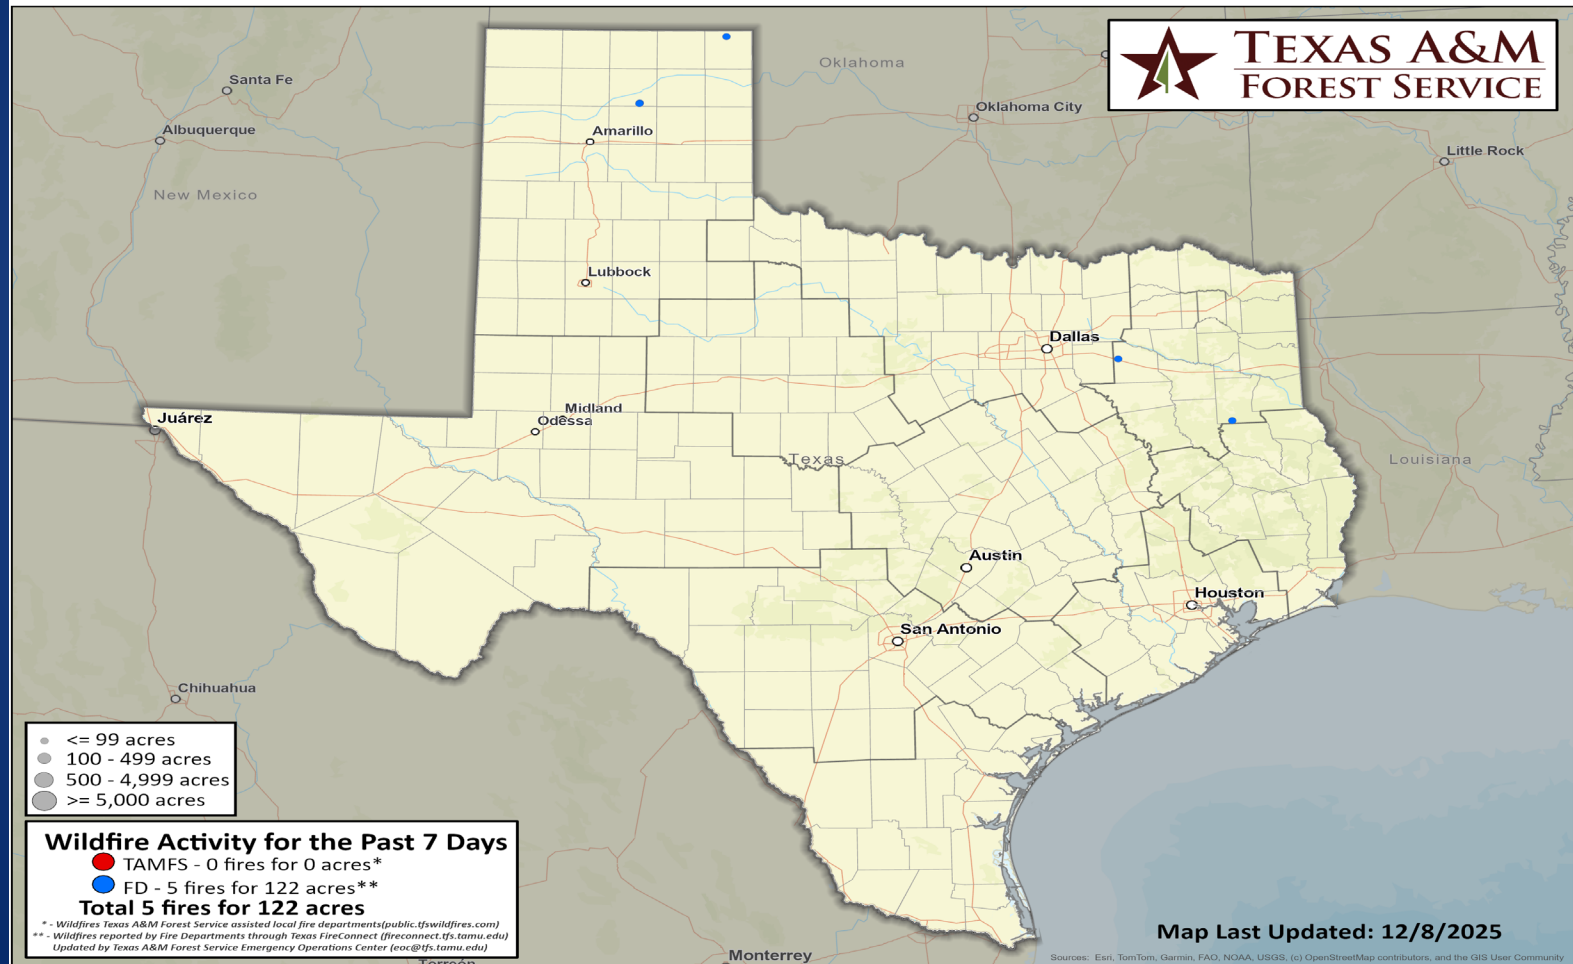 TEXAS A&M
FOREST SERVICE
Oklahoma
Santa Fe
Oklahoma City
Albuquerque
Amarillo
Little Rock
New Mexico
Lubbock
Dallas
Juárez
Midland
Odessa
Texas
Louisiana
Austin
Houston
San Antonio
Chihuahua
<= 99 acres
100 - 499 acres
500 - 4,999 acres
>= 5,000 acres
Wildfire Activity for the Past 7 Days
TAMFS - 0 fires for 0 acres*
FD - 5 fires for 122 acres**
Total 5 fires for 122 acres
* - Wildfires Texas A&M Forest Service assisted local fire departments(public.tfswildfires.com)
** - Wildfires reported by Fire Departments through Texas FireConnect (fireconnect.tfs.tamu.edu)
Updated by Texas A&M Forest Service Emergency Operations Center (eoc@tfs.tamu.edu)
Torreón
Monterrey
Map Last Updated: 12/8/2025
Sources: Esri, TomTom, Garmin, FAO, NOAA, USGS, (c) OpenStreetMap contributors, and the GIS User Community